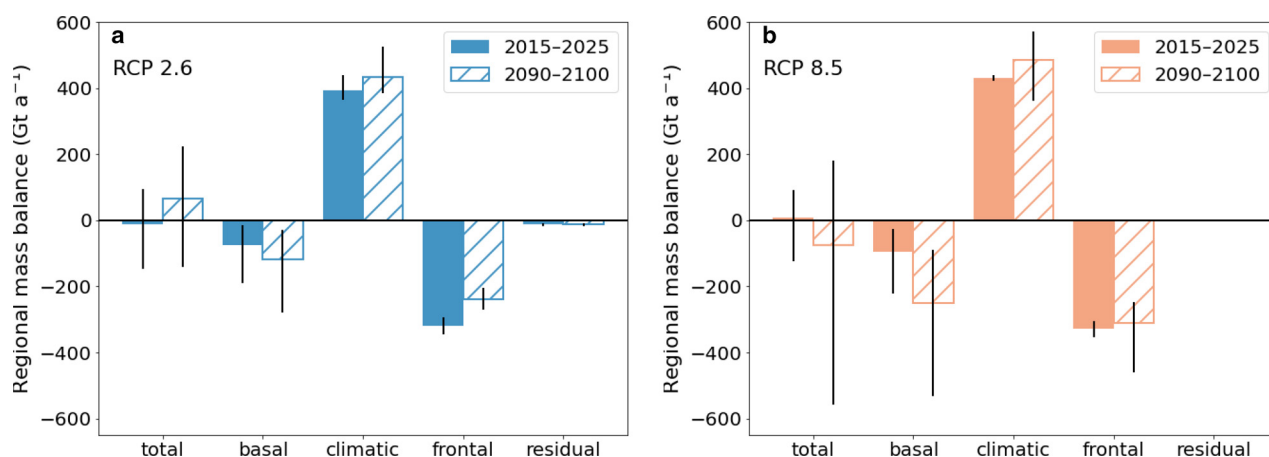 a
RCP 2.6
2015–2025
2090–2100
Regional mass balance (Gt a⁻¹)
600
400
200
0
−200
−400
−600
total basal climatic frontal residual
b
RCP 8.5
2015–2025
2090–2100
Regional mass balance (Gt a⁻¹)
600
400
200
0
−200
−400
−600
total basal climatic frontal residual